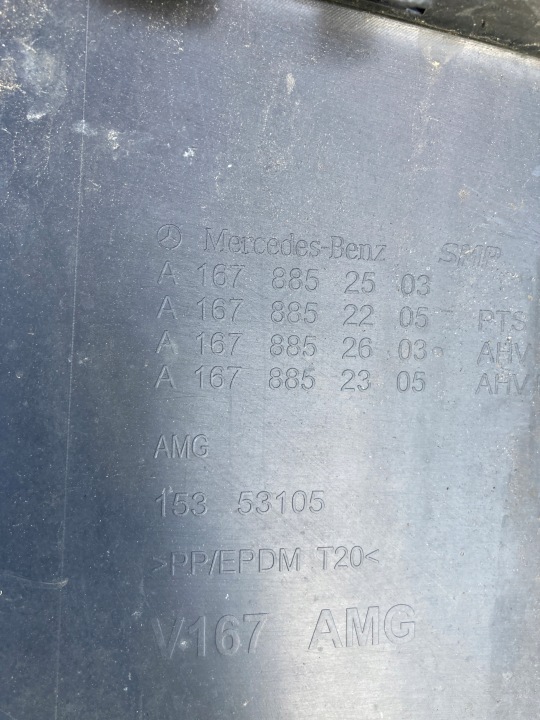 Mercedes-Benz SMP
A 167 885 25 03
A 167 885 22 05 PTS
A 167 885 26 03 AHV
A 167 885 23 05 AHV
AMG
153 53105
>PP/EPDM T20<
V167 AMG